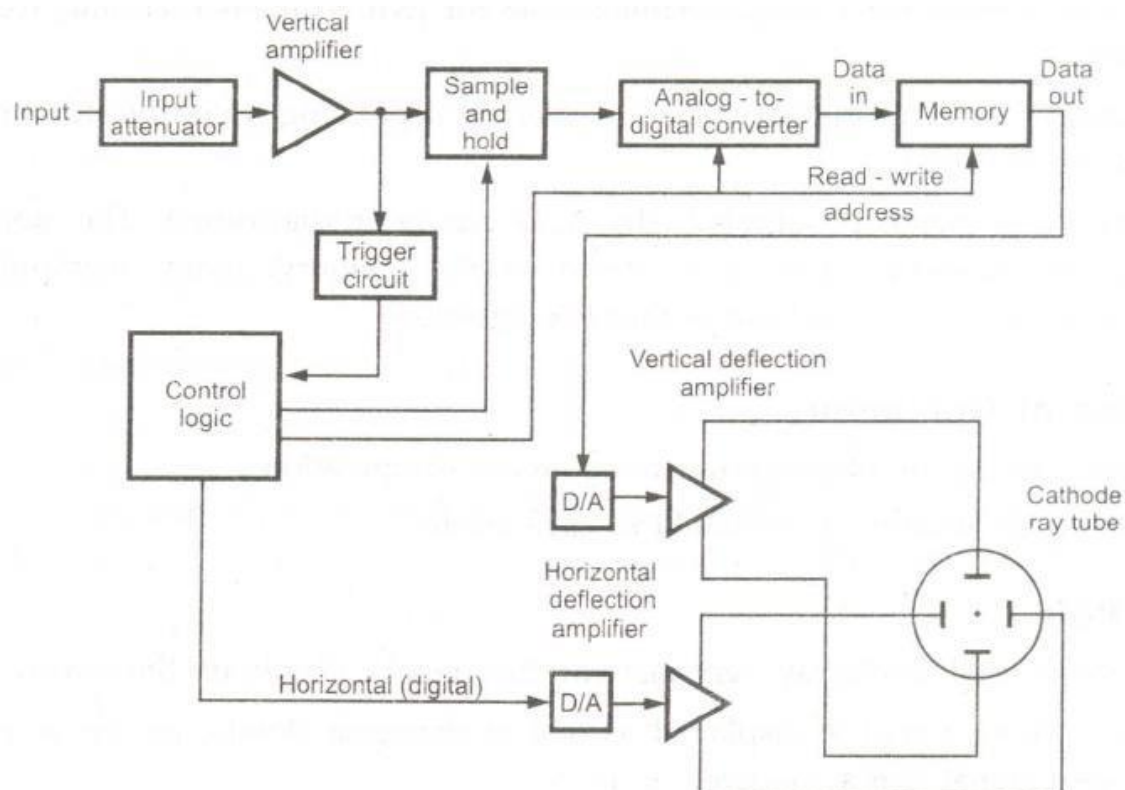 Vertical
amplifier
Input
Input
attenuator
Sample
and
hold
Analog - to-
digital converter
Data
in
Memory
Data
out
Read - write
address
Trigger
circuit
Control
logic
Vertical deflection
amplifier
D/A
Cathode
ray tube
Horizontal
deflection
amplifier
Horizontal (digital)
D/A